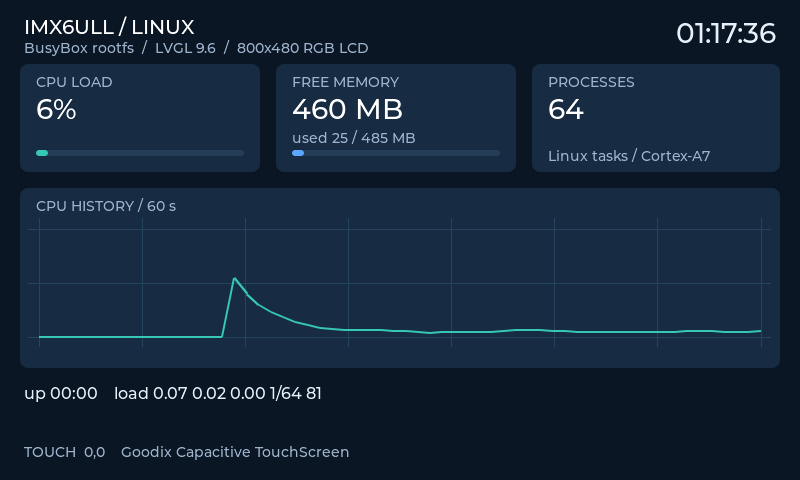 IMX6ULL / LINUX
01:17:36
BusyBox rootfs / LVGL 9.6 / 800x480 RGB LCD
CPU LOAD
6%
FREE MEMORY
460 MB
used 25 / 485 MB
PROCESSES
64
Linux tasks / Cortex-A7
CPU HISTORY / 60 s
up 00:00 load 0.07 0.02 0.00 1/64 81
TOUCH 0,0 Goodix Capacitive TouchScreen